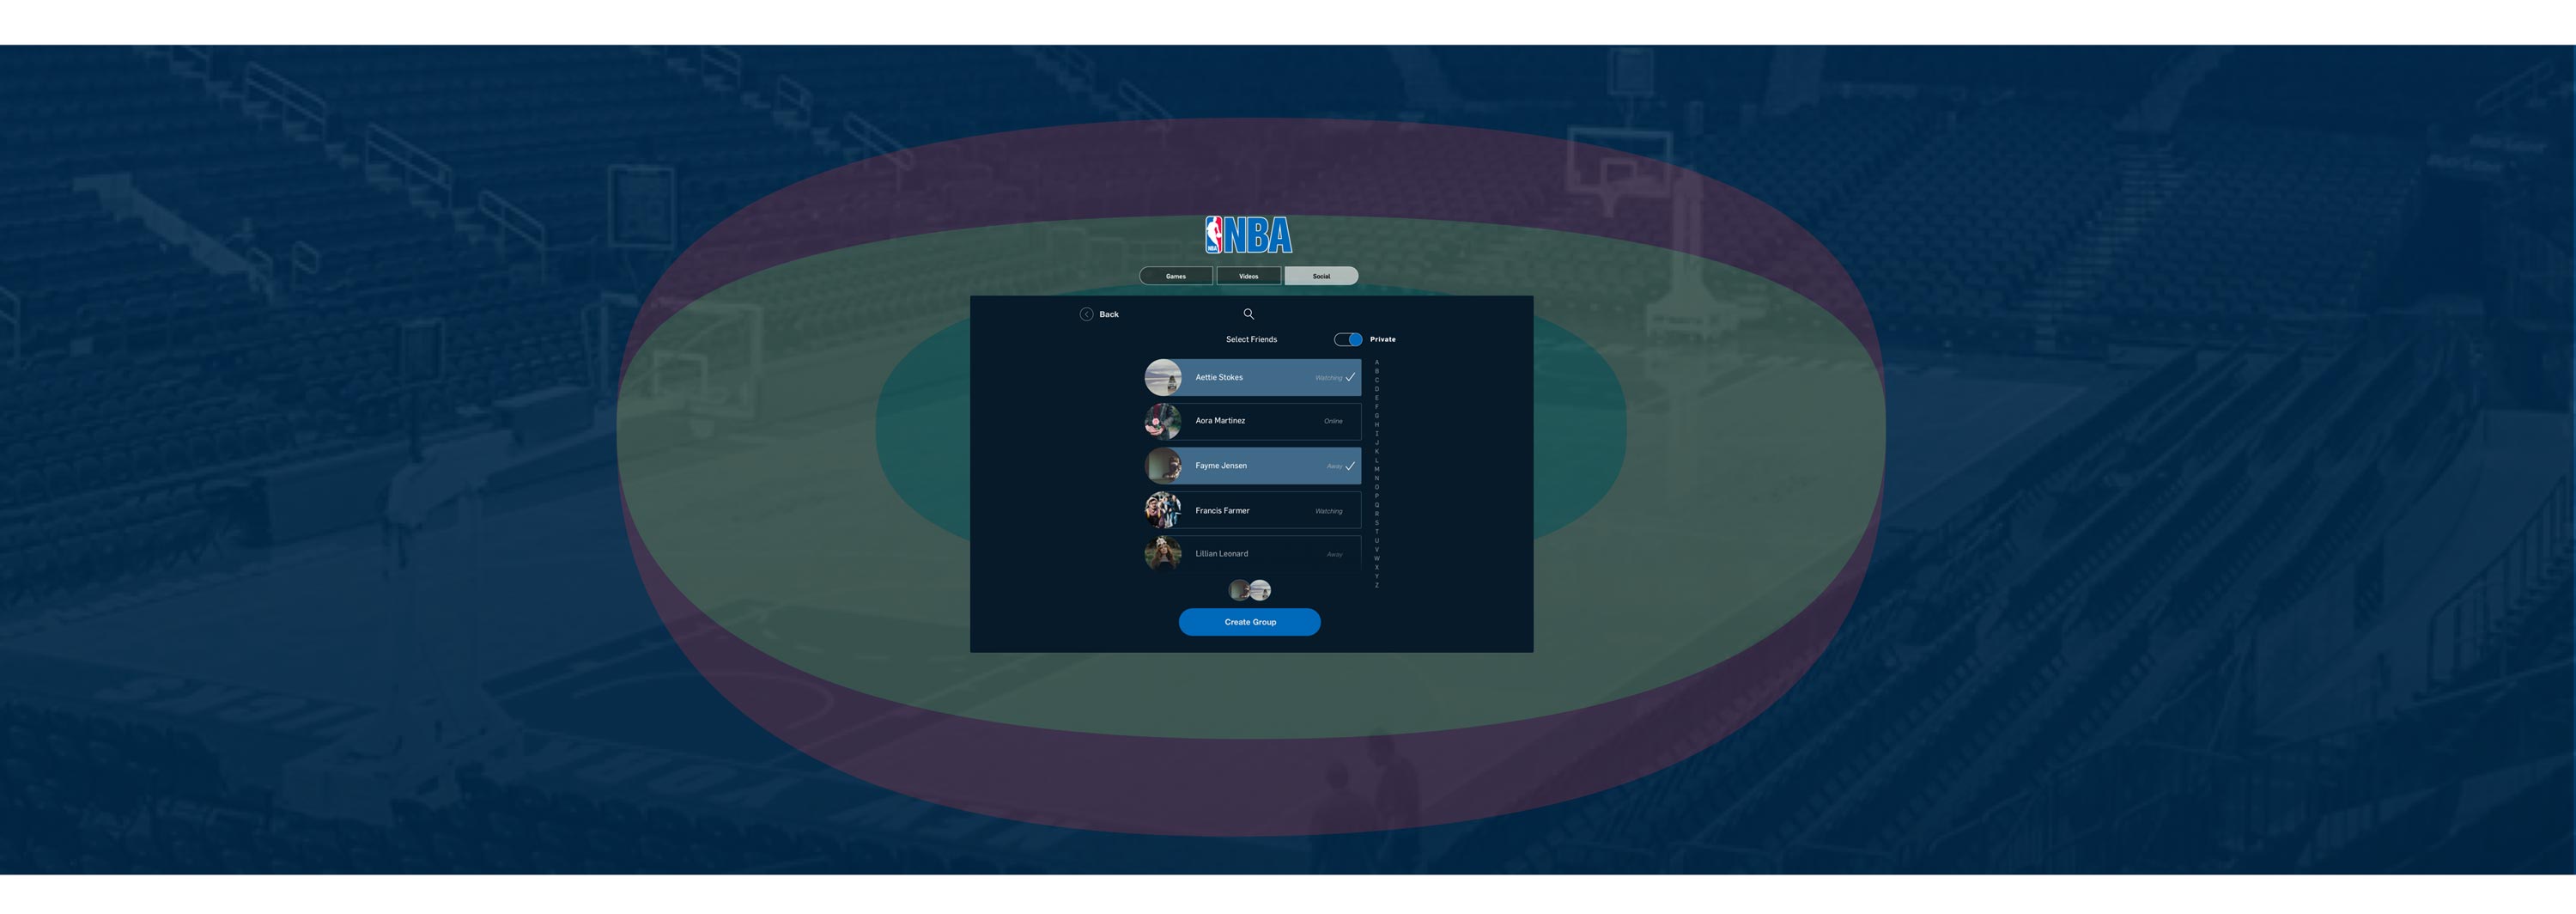 NBA NBA
Games Videos Social
Back
Select Friends Private
Aettie Stokes Watching
Aora Martinez Online
Fayme Jensen Away
Francis Farmer Watching
Lillian Leonard Away
A
B
C
D
E
F
G
H
I
J
K
L
M
N
O
P
Q
R
S
T
U
V
W
X
Y
Z
Create Group